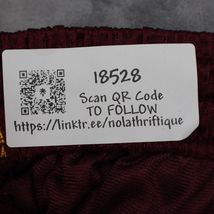 18528
Scan QR Code
TO FOLLOW
https://linktr.ee/nolathriftique